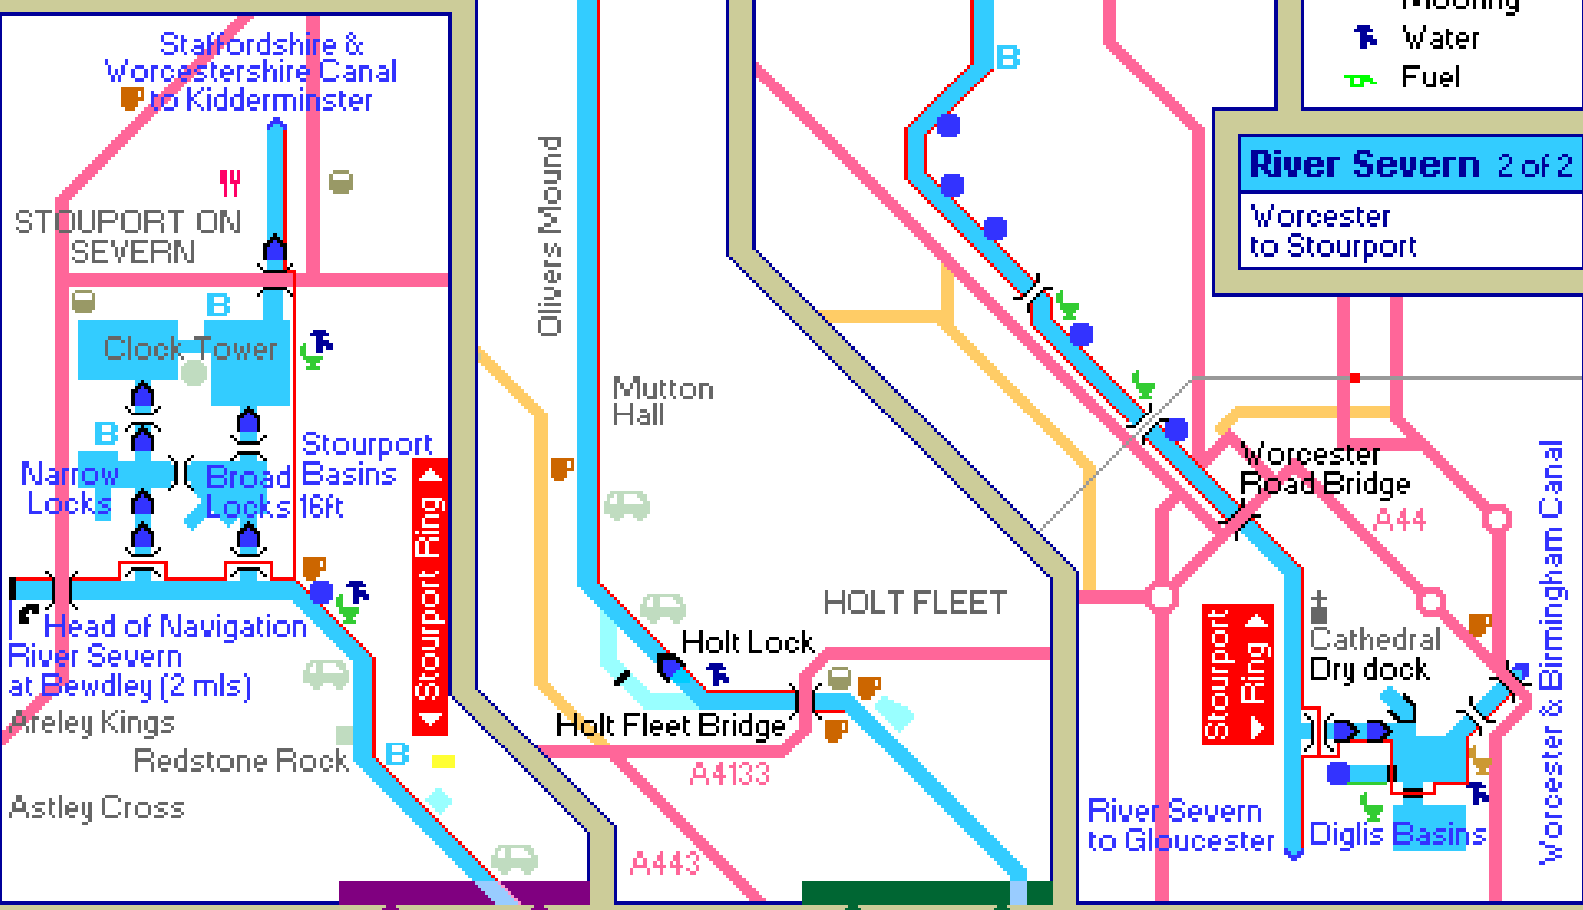 Staffordshire &
Worcestershire Canal
to Kidderminster
STOUPORT ON
SEVERN
B
Clock Tower
B
Stourport
Basins
Narrow
Locks
Broad
Locks 16ft
Stourport Ring
Head of Navigation
River Severn
at Bewdley (2 mls)
Areley Kings
Redstone Rock
B
Astley Cross
Olivers Mound
Mutton
Hall
HOLT FLEET
Holt Lock
Holt Fleet Bridge
A4133
A443
B
Mooring
Water
Fuel
River Severn 2 of 2
Worcester
to Stourport
Worcester
Road Bridge
A44
Stourport
Ring
Cathedral
Dry dock
River Severn
to Gloucester
Diglis Basins
Worcester & Birmingham Canal